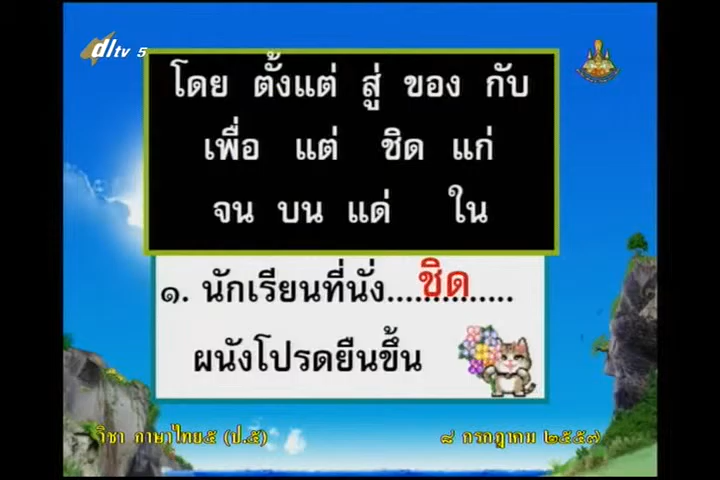 dltv 5
โดย ตั้งแต่ สู่ ของ กับ
เพื่อ แต่ ชิด แก่
จน บน แด่ ใน
๑. นักเรียนที่นั่ง....ชิด....
ผนังโปรดยืนขึ้น
วิชา ภาษาไทย๕ (ป.๕)
๘ กรกฎาคม ๒๕๕๗